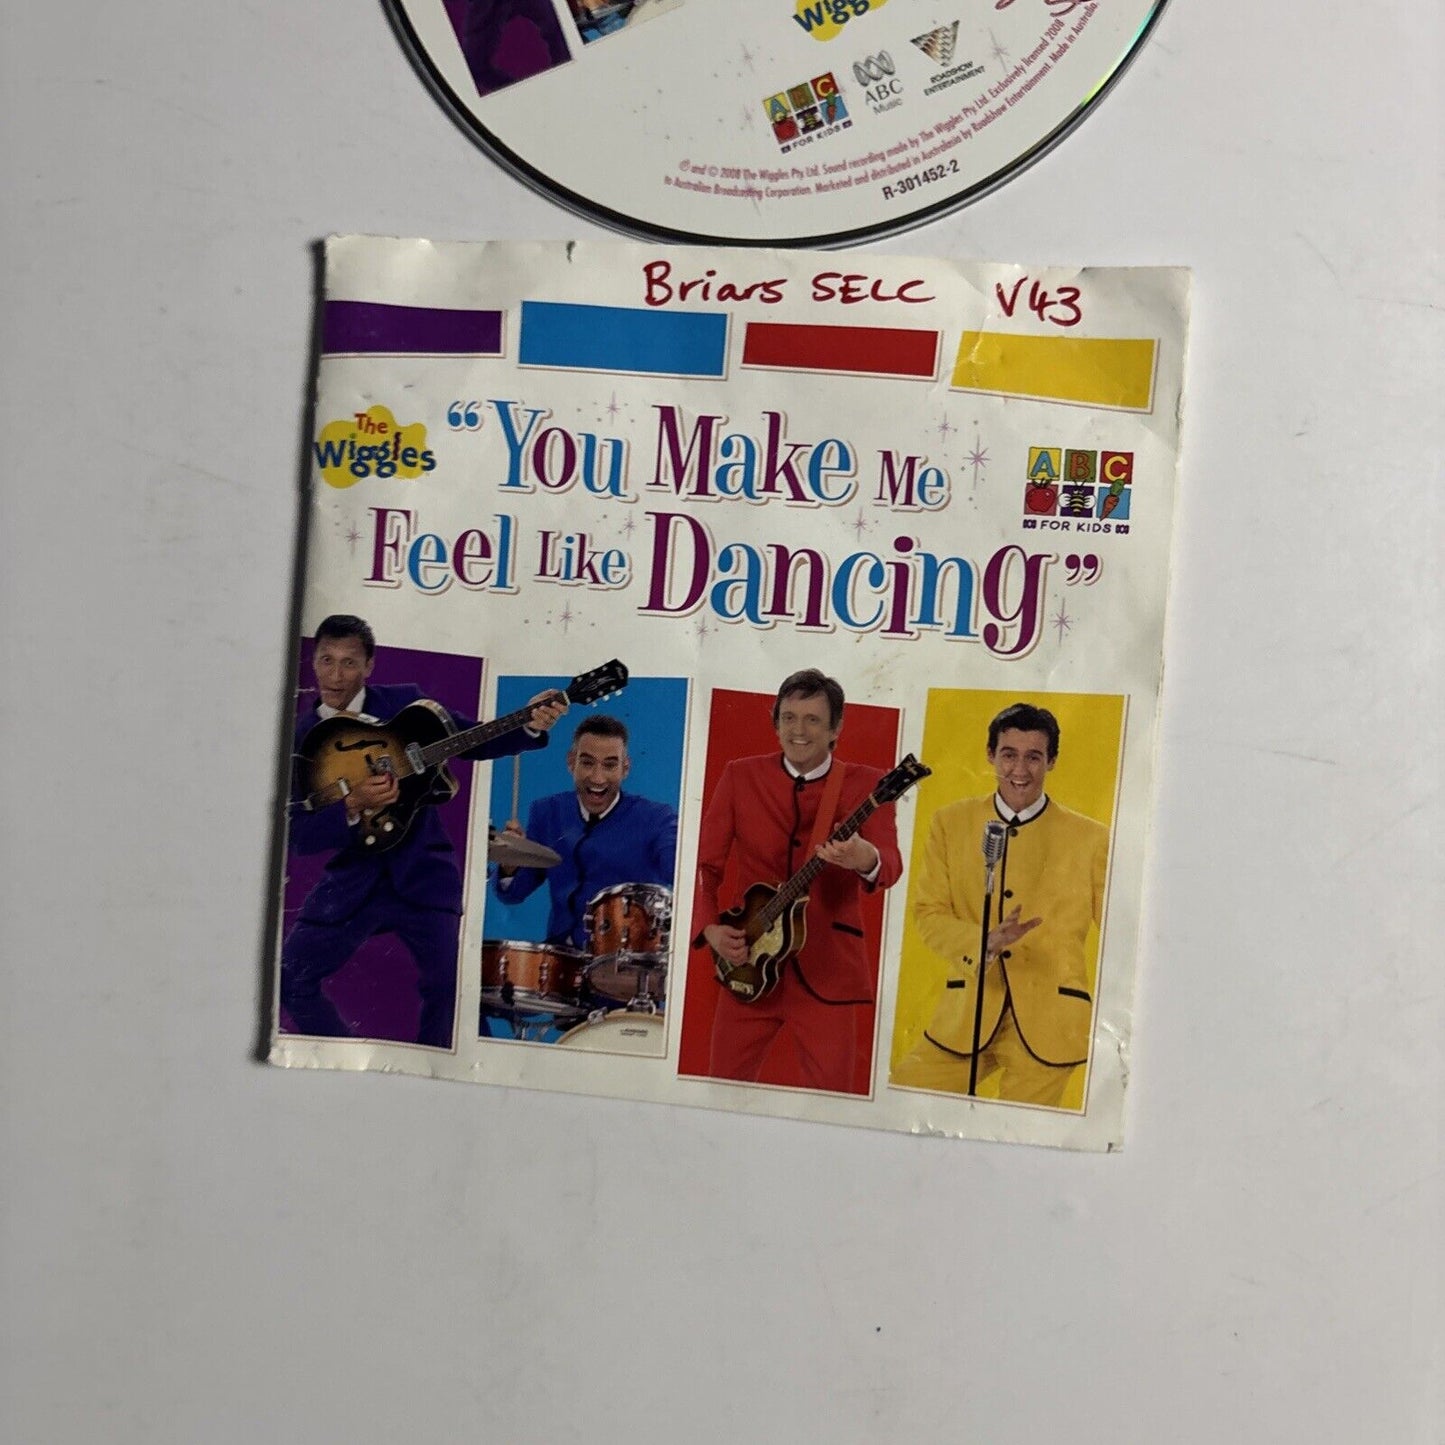 Wiggles
ABC
FOR KIDS
ABC
Music
ROADSHOW
ENTERTAINMENT
℗ and © 2008 The Wiggles Pty Ltd. Sound recording made by The Wiggles Pty Ltd. Exclusively licensed 2008
to Australian Broadcasting Corporation. Marketed and distributed in Australasia by Roadshow Entertainment. Made in Australia.
R-301452-2
Briars SELC V43
The
Wiggles
“You Make Me
Feel Like Dancing”
ABC
FOR KIDS